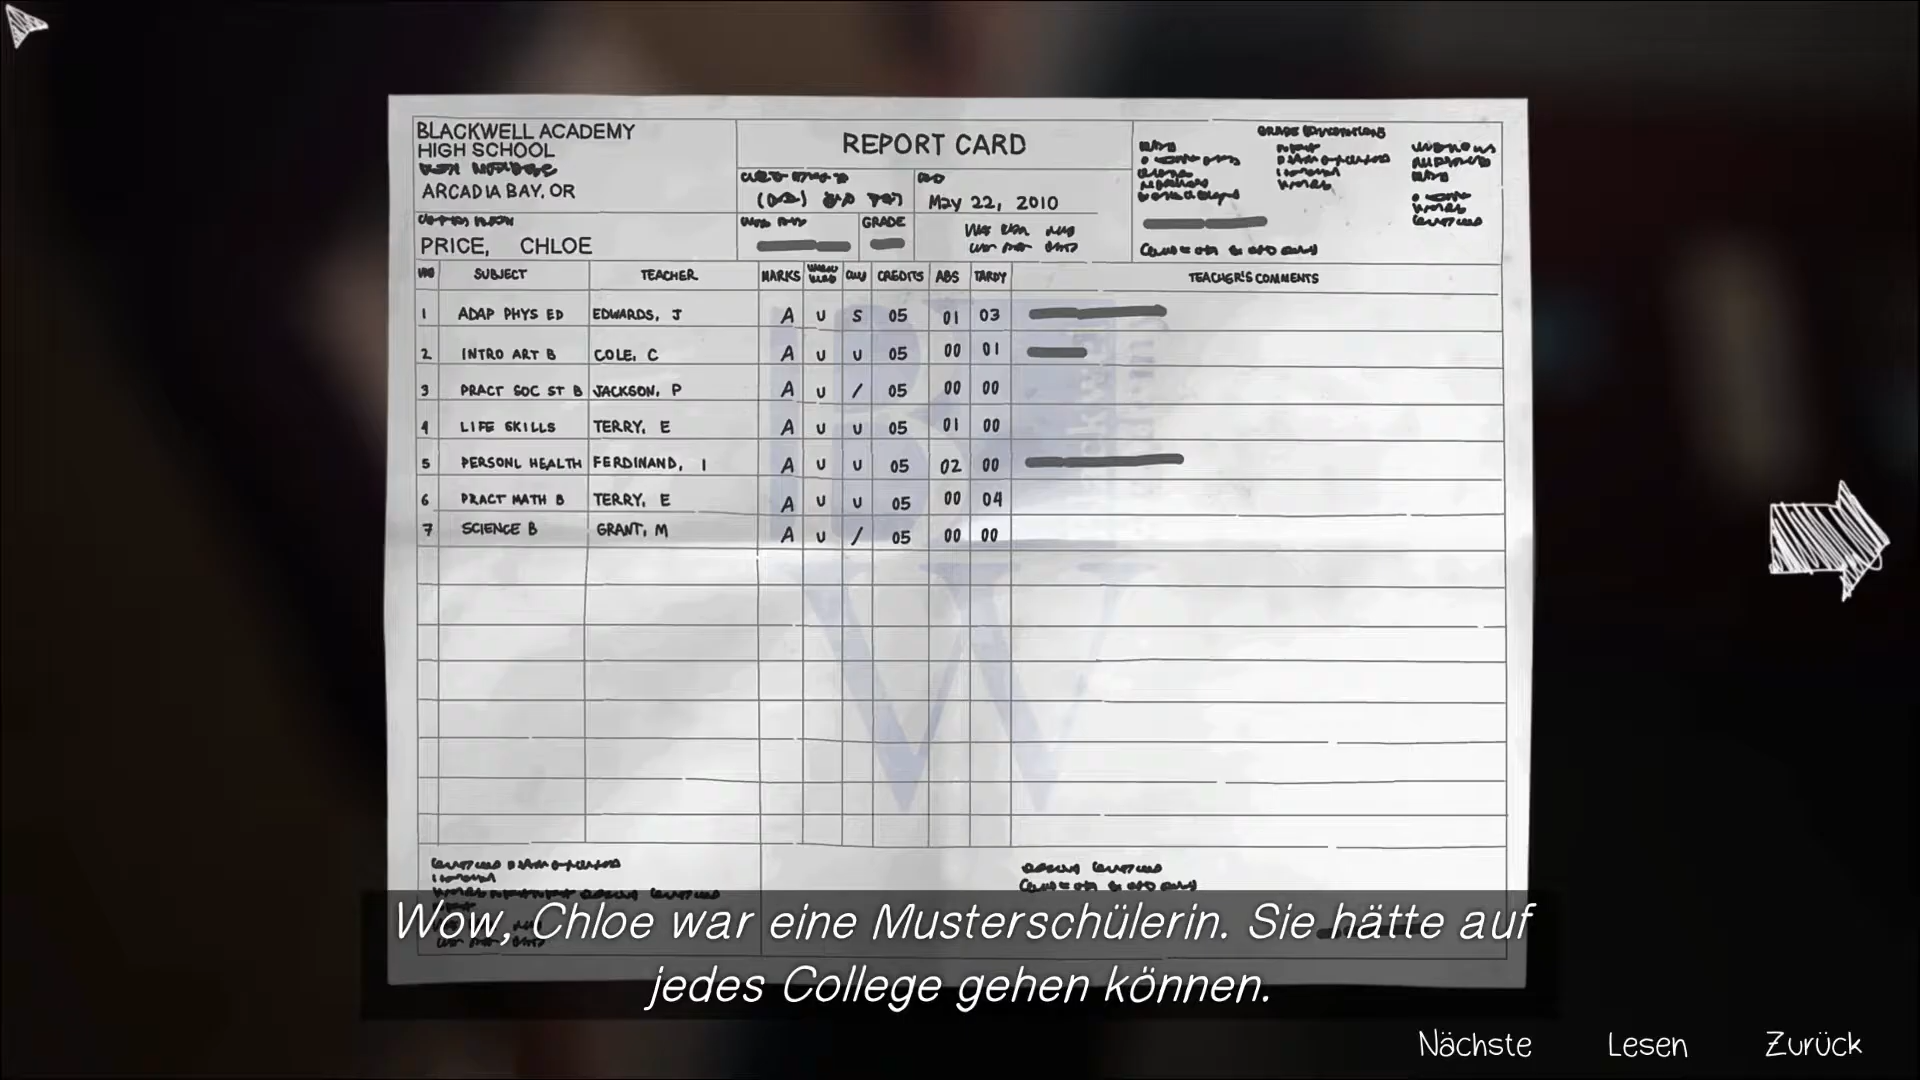 BLACKWELL ACADEMY
HIGH SCHOOL
ARCADIA BAY, OR
REPORT CARD
May 22, 2010
PRICE, CHLOE
GRADE
SUBJECT TEACHER MARKS CREDITS ABS TARDY TEACHER'S COMMENTS
1 ADAP PHYS ED EDWARDS, J A U S 05 01 03
2 INTRO ART B COLE, C A U U 05 00 01
3 PRACT SOC ST B JACKSON, P A U / 05 00 00
4 LIFE SKILLS TERRY, E A U U 05 01 00
5 PERSONL HEALTH FERDINAND, I A U U 05 02 00
6 PRACT MATH B TERRY, E A U U 05 00 04
7 SCIENCE B GRANT, M A U / 05 00 00
Wow, Chloe war eine Musterschülerin. Sie hätte auf
jedes College gehen können.
Nächste Lesen Zurück